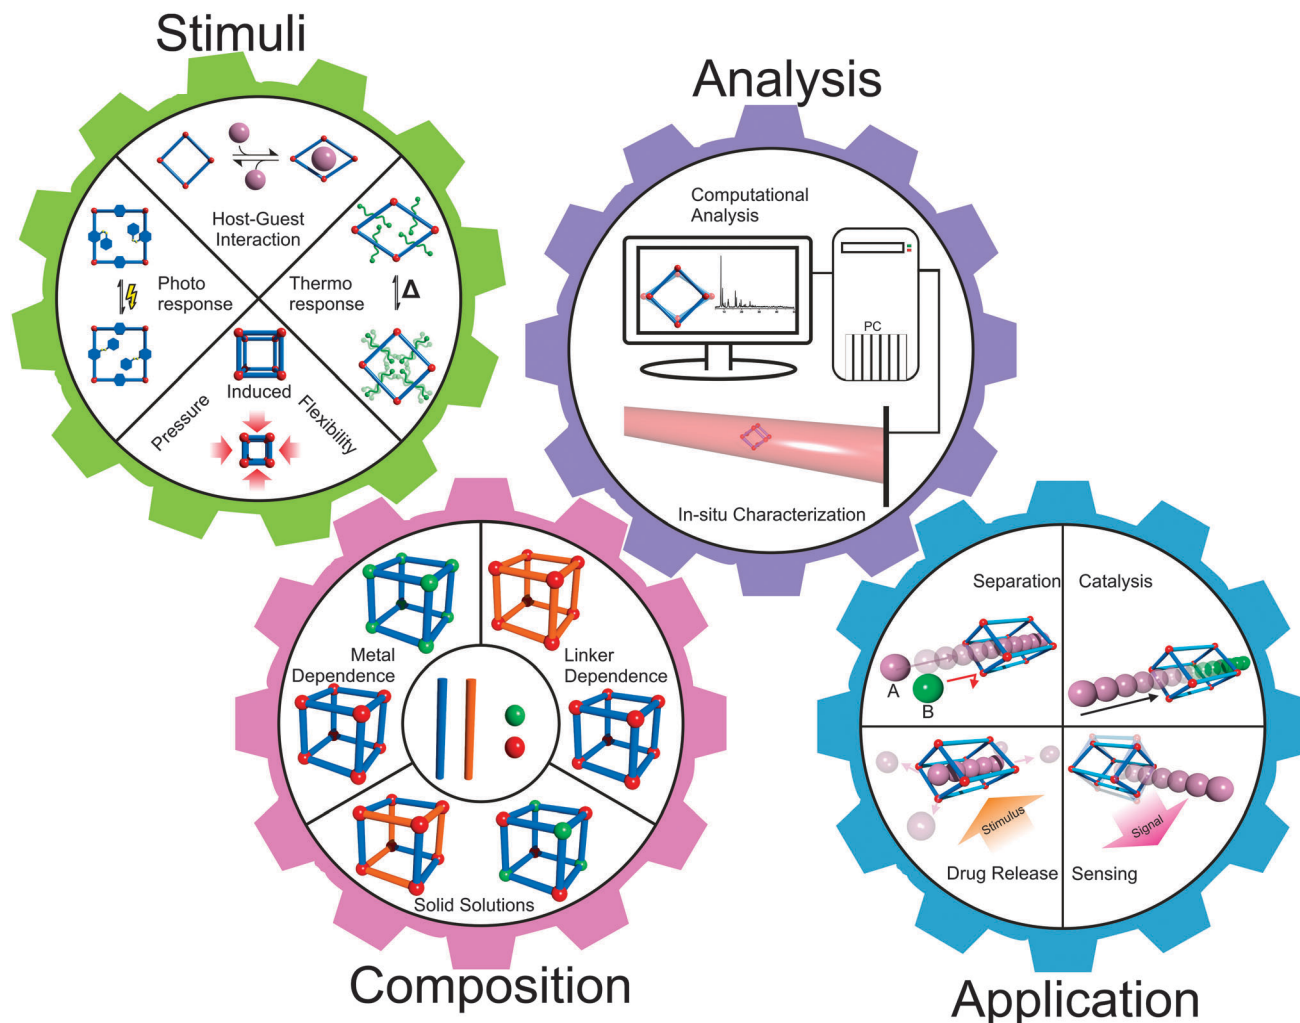 Stimuli
Host-Guest
Interaction
Photo
response
Thermo
response
Δ
Induced
Pressure
Flexibility
Analysis
Computational
Analysis
PC
In-situ Characterization
Metal
Dependence
Linker
Dependence
Solid Solutions
Composition
Separation
Catalysis
A
B
Stimulus
Signal
Drug Release
Sensing
Application